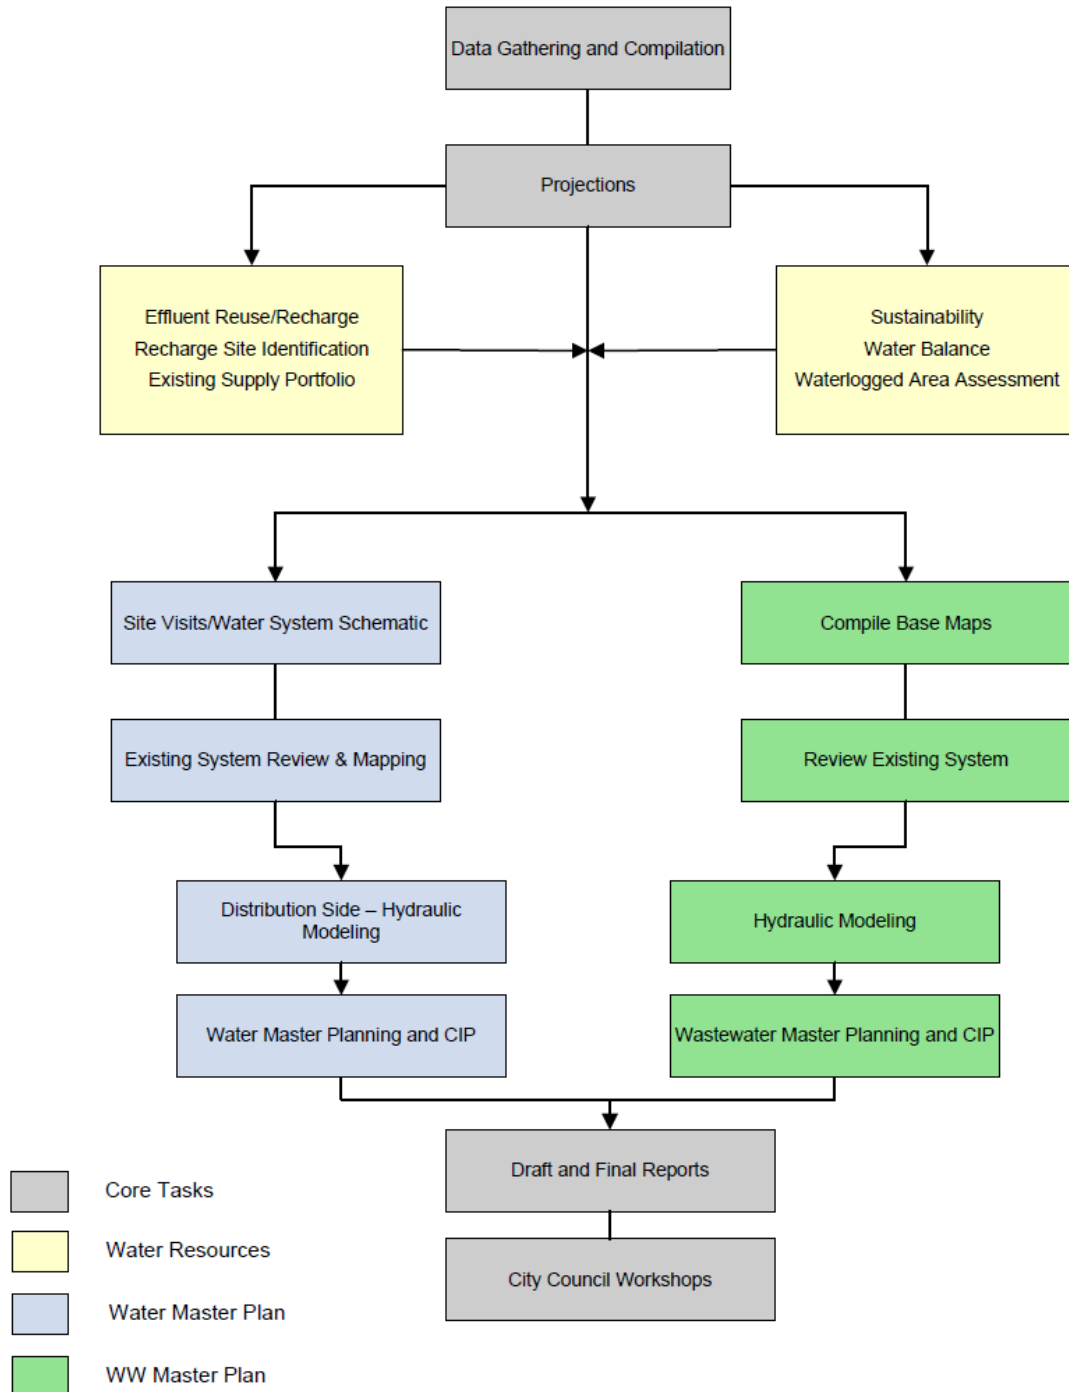 Data Gathering and Compilation
Projections
Effluent Reuse/Recharge
Recharge Site Identification
Existing Supply Portfolio
Sustainability
Water Balance
Waterlogged Area Assessment
Site Visits/Water System Schematic
Compile Base Maps
Existing System Review & Mapping
Review Existing System
Distribution Side – Hydraulic
Modeling
Hydraulic Modeling
Water Master Planning and CIP
Wastewater Master Planning and CIP
Draft and Final Reports
City Council Workshops
Core Tasks
Water Resources
Water Master Plan
WW Master Plan